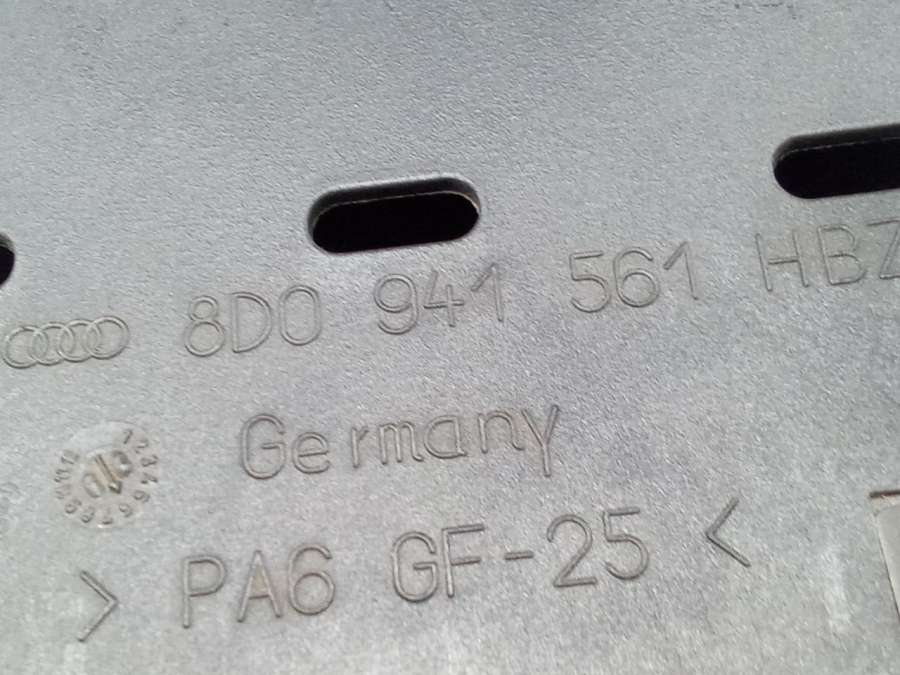 8D0 941 561 HBZ
Germany
> PA6 GF-25 <